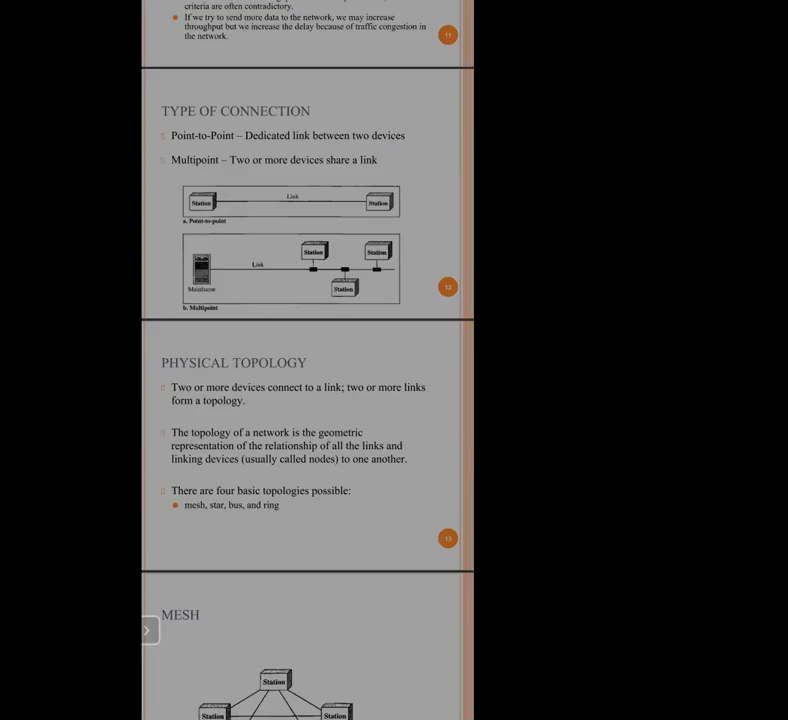 criteria are often contradictory.
If we try to send more data to the network, we may increase
throughput but we increase the delay because of traffic congestion in
the network.
11
TYPE OF CONNECTION
Point-to-Point – Dedicated link between two devices
Multipoint – Two or more devices share a link
Station
Link
Station
a. Point-to-point
Station
Station
Link
Mainframe
Station
b. Multipoint
12
PHYSICAL TOPOLOGY
Two or more devices connect to a link; two or more links
form a topology.
The topology of a network is the geometric
representation of the relationship of all the links and
linking devices (usually called nodes) to one another.
There are four basic topologies possible:
mesh, star, bus, and ring
13
MESH
Station
Station
Station